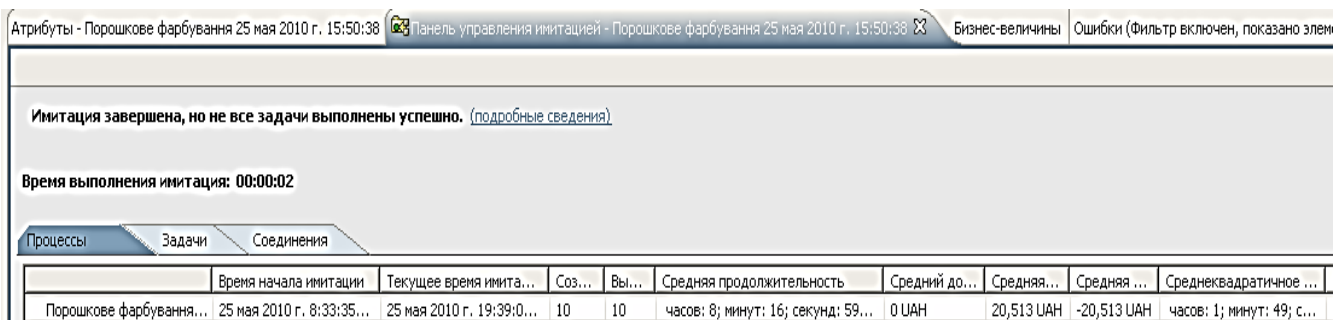 Атрибуты - Порошкове фарбування 25 мая 2010 г. 15:50:38 Панель управления имитацией - Порошкове фарбування 25 мая 2010 г. 15:50:38 Бизнес-величины Ошибки (Фильтр включен, показано элем
Имитация завершена, но не все задачи выполнены успешно. (подробные сведения)
Время выполнения имитация: 00:00:02
Процессы Задачи Соединения
Время начала имитации Текущее время имита... Соз... Вы... Средняя продолжительность Средний до... Средняя... Средняя ... Среднеквадратичное ...
Порошкове фарбування... 25 мая 2010 г. 8:33:35... 25 мая 2010 г. 19:39:0... 10 10 часов: 8; минут: 16; секунд: 59... 0 UAH 20,513 UAH -20,513 UAH часов: 1; минут: 49; с...